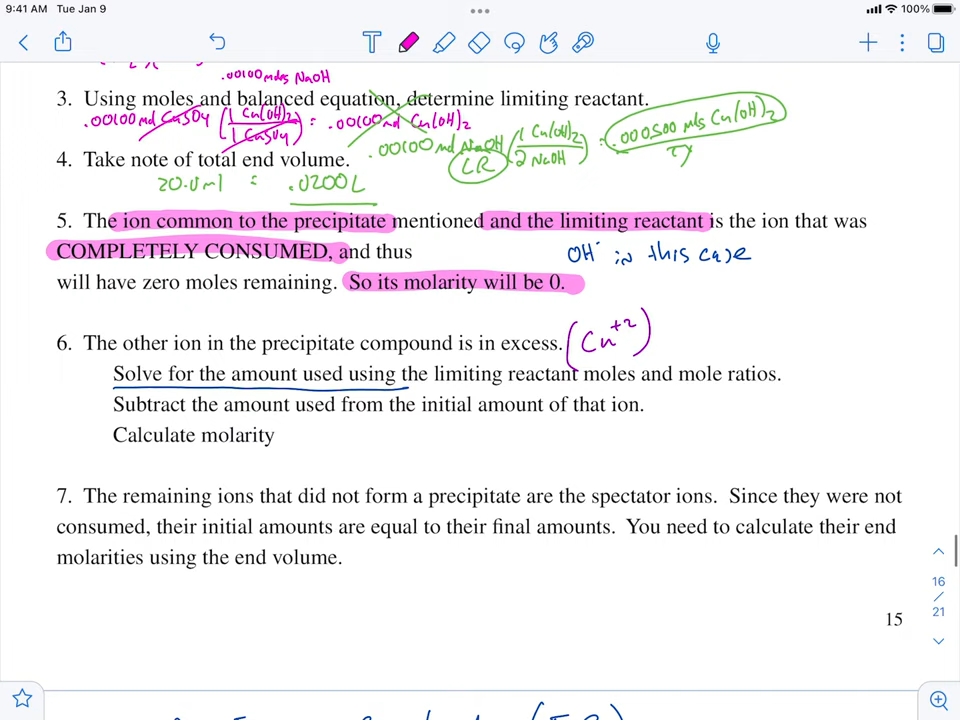 9:41 AM Tue Jan 9
100%
.00100 moles NaOH
3. Using moles and balanced equation, determine limiting reactant.
.00100 mol CuSO4 (1 Cu(OH)2 / 1 CuSO4) = .00100 mol Cu(OH)2
.00100 mol NaOH (1 Cu(OH)2 / 2 NaOH) = .000500 mols Cu(OH)2
LR
TY
4. Take note of total end volume.
20.0ml = .0200L
5. The ion common to the precipitate mentioned and the limiting reactant is the ion that was
COMPLETELY CONSUMED, and thus
OH- in this case
will have zero moles remaining. So its molarity will be 0.
6. The other ion in the precipitate compound is in excess. (Cu+2)
Solve for the amount used using the limiting reactant moles and mole ratios.
Subtract the amount used from the initial amount of that ion.
Calculate molarity
7. The remaining ions that did not form a precipitate are the spectator ions. Since they were not
consumed, their initial amounts are equal to their final amounts. You need to calculate their end
molarities using the end volume.
16
/
21
15